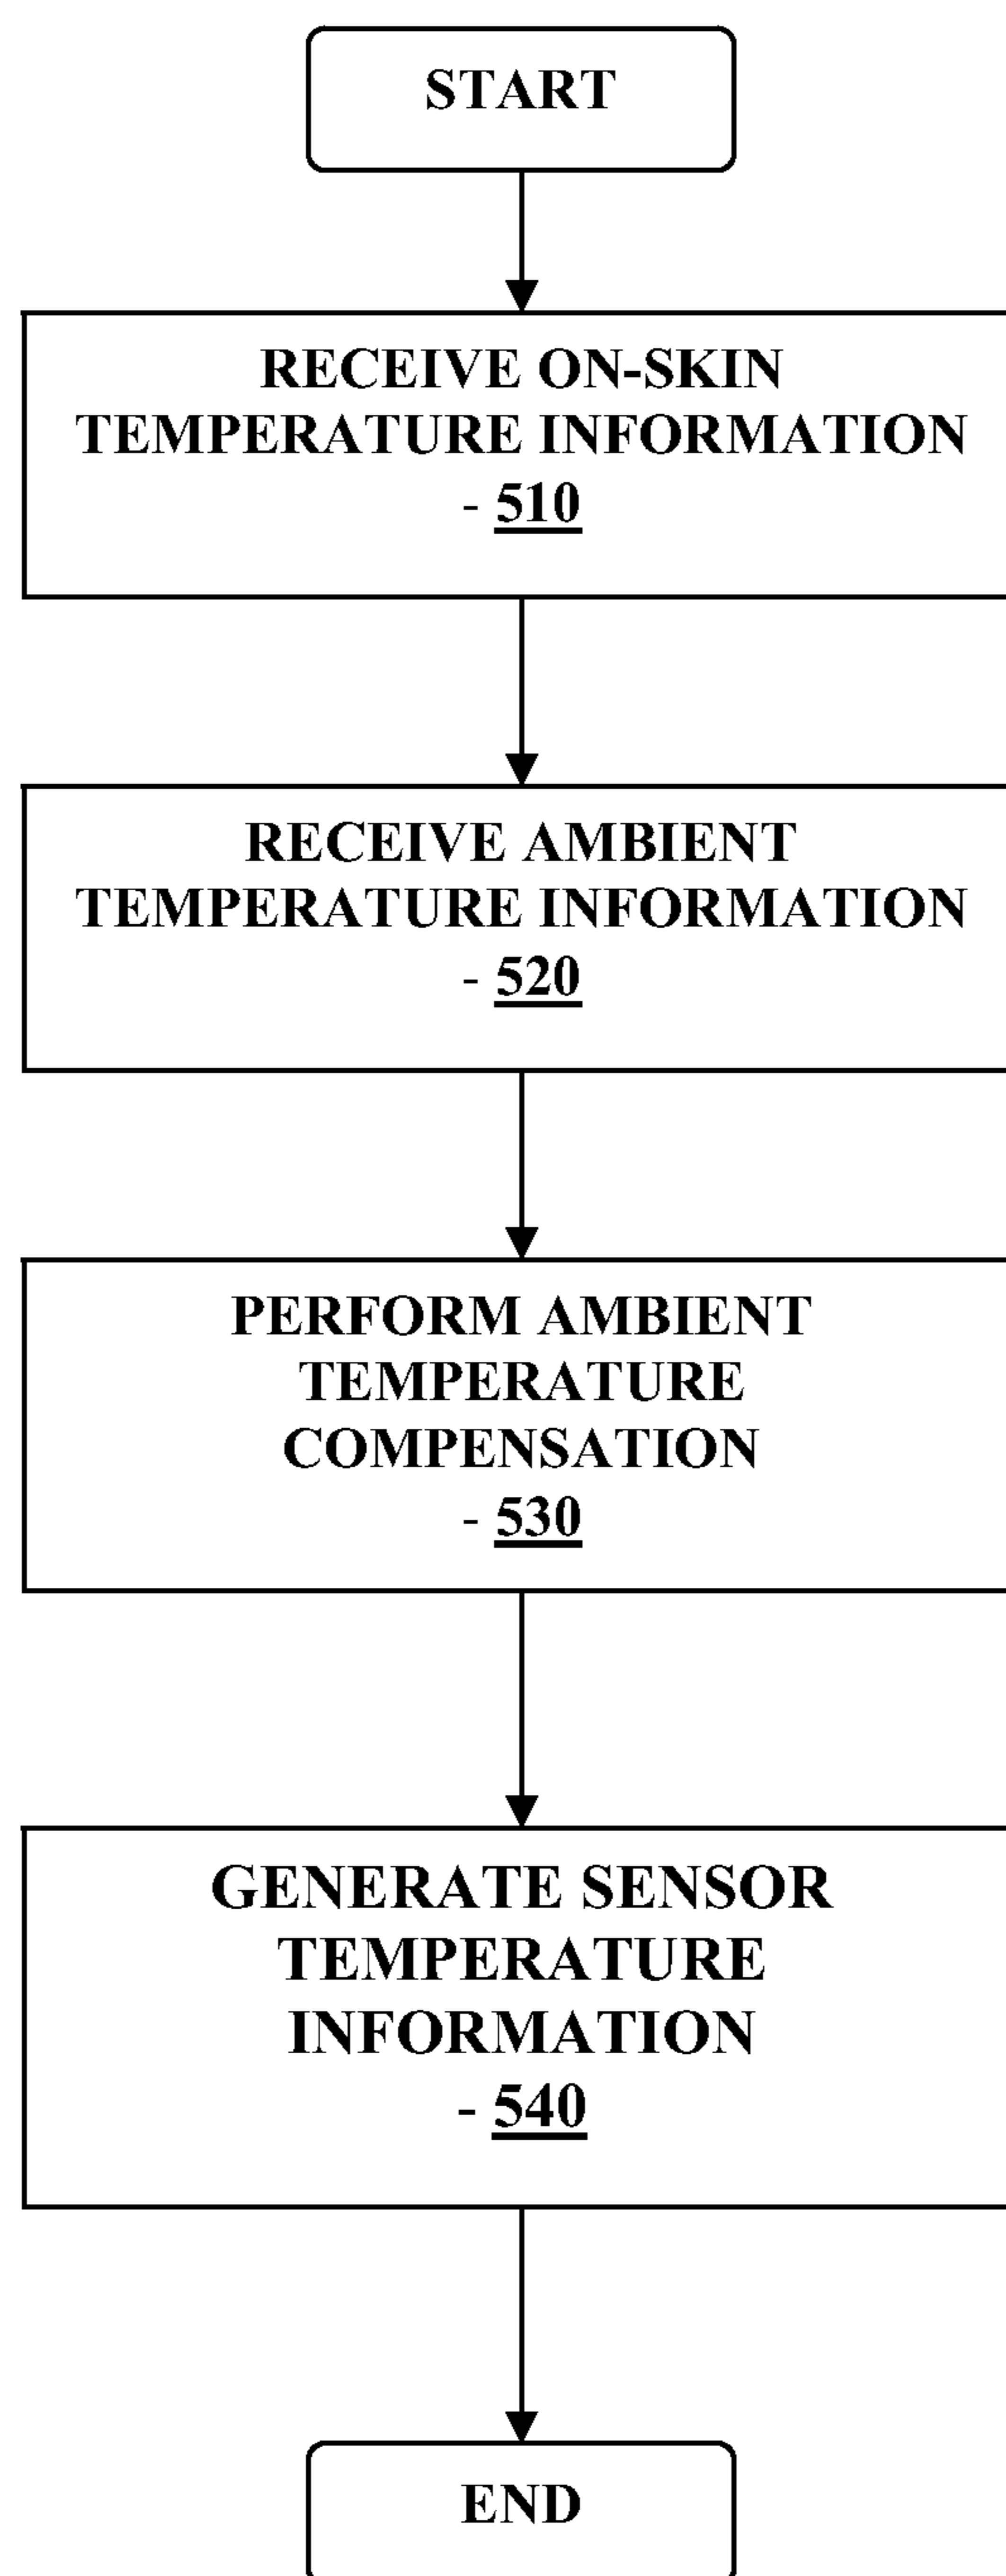 START
RECEIVE ON-SKIN
TEMPERATURE INFORMATION
- 510
RECEIVE AMBIENT
TEMPERATURE INFORMATION
- 520
PERFORM AMBIENT
TEMPERATURE
COMPENSATION
- 530
GENERATE SENSOR
TEMPERATURE
INFORMATION
- 540
END